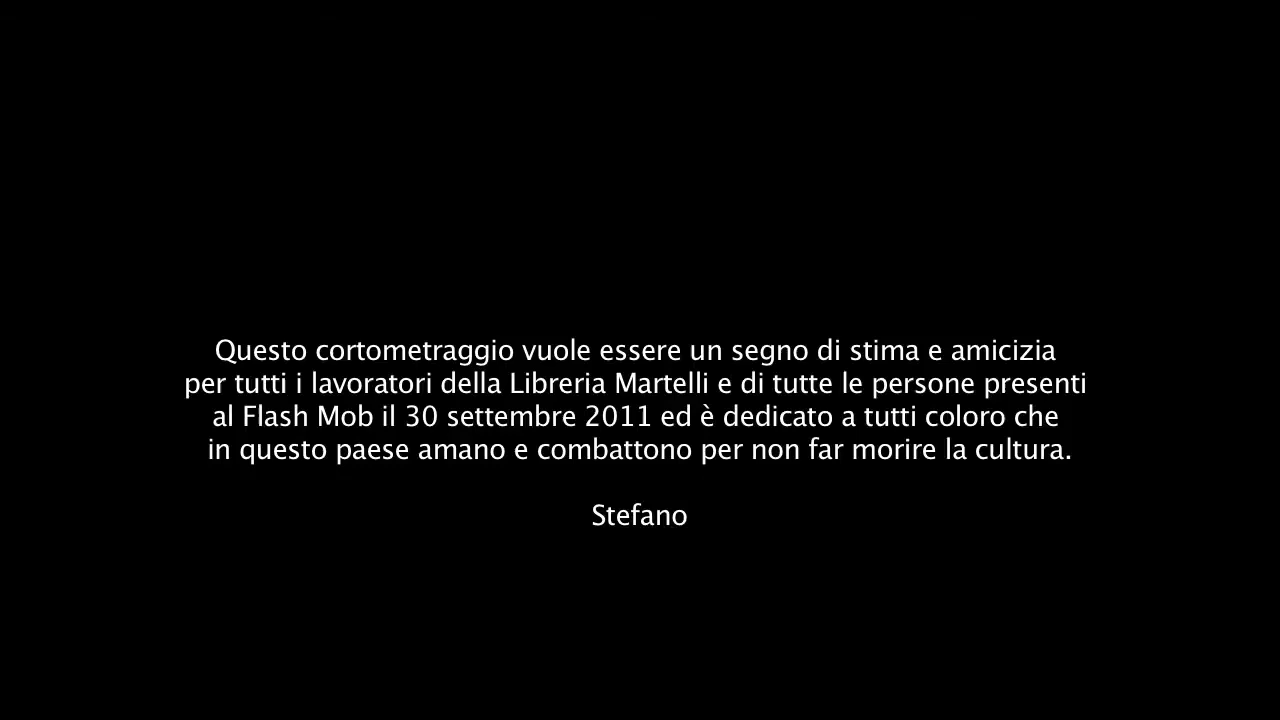 Questo cortometraggio vuole essere un segno di stima e amicizia
per tutti i lavoratori della Libreria Martelli e di tutte le persone presenti
al Flash Mob il 30 settembre 2011 ed è dedicato a tutti coloro che
in questo paese amano e combattono per non far morire la cultura.
Stefano